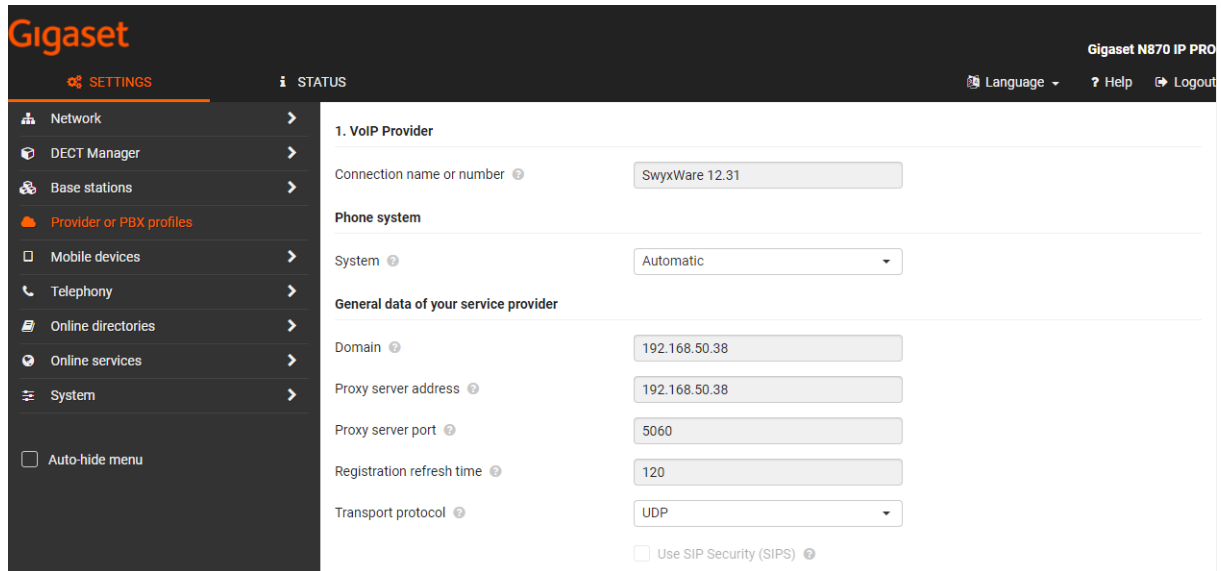 Gigaset
Gigaset N870 IP PRO
SETTINGS
STATUS
Language
? Help
Logout
Network
DECT Manager
Base stations
Provider or PBX profiles
Mobile devices
Telephony
Online directories
Online services
System
Auto-hide menu
1. VoIP Provider
Connection name or number
SwyxWare 12.31
Phone system
System
Automatic
General data of your service provider
Domain
192.168.50.38
Proxy server address
192.168.50.38
Proxy server port
5060
Registration refresh time
120
Transport protocol
UDP
Use SIP Security (SIPS)